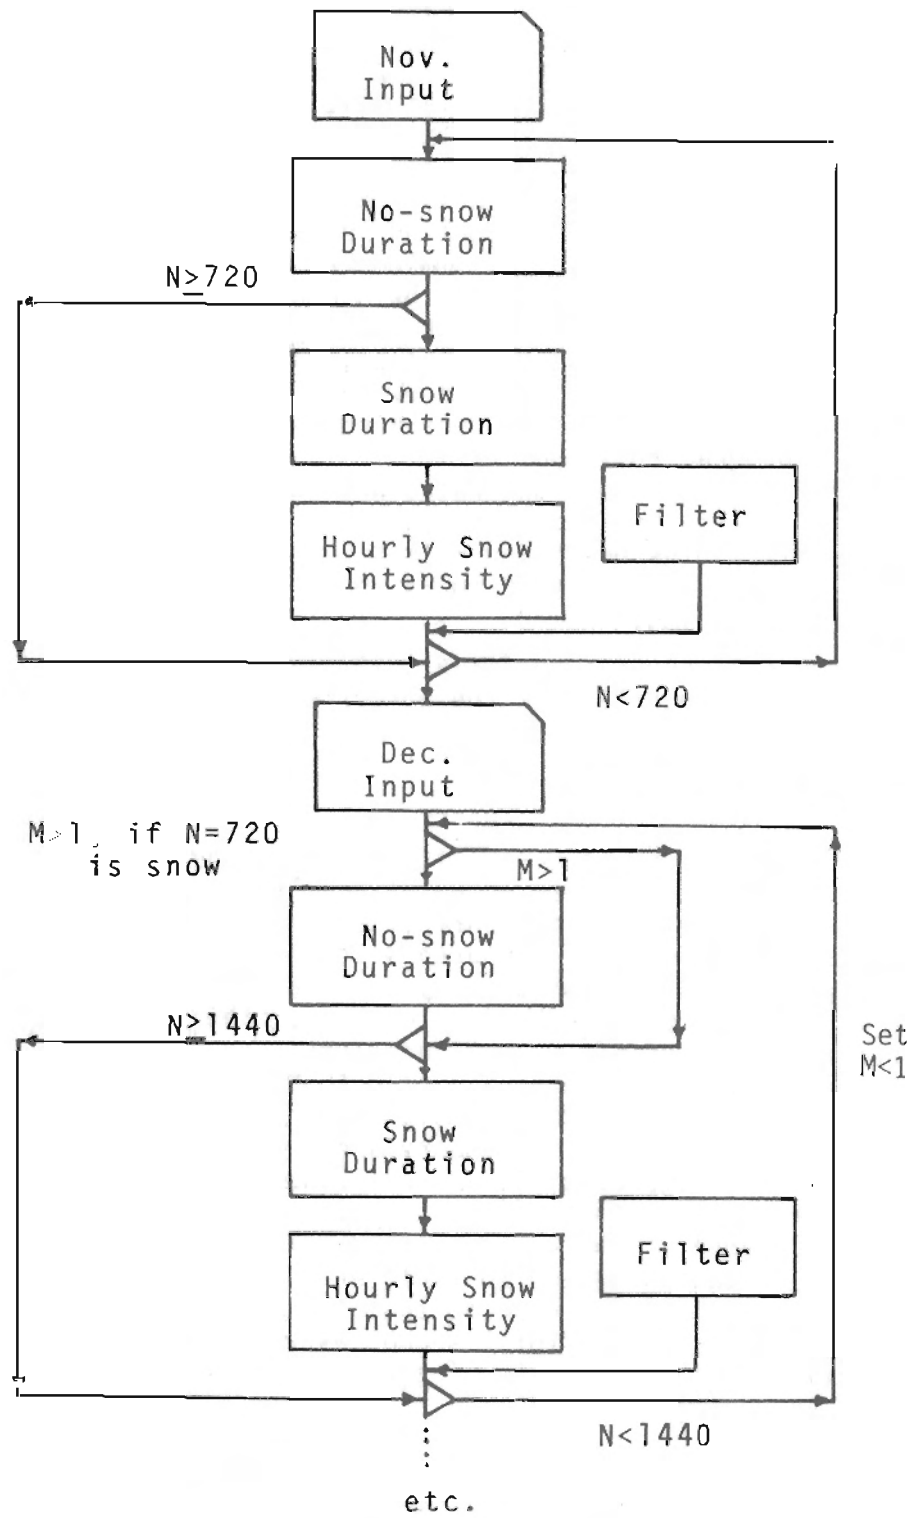 Nov.
Input
No-snow
Duration
N≥720
Snow
Duration
Filter
Hourly Snow
Intensity
N<720
Dec.
Input
M>1, if N=720
is snow
M>1
No-snow
Duration
N≥1440
Set
M<1
Snow
Duration
Filter
Hourly Snow
Intensity
N<1440
etc.